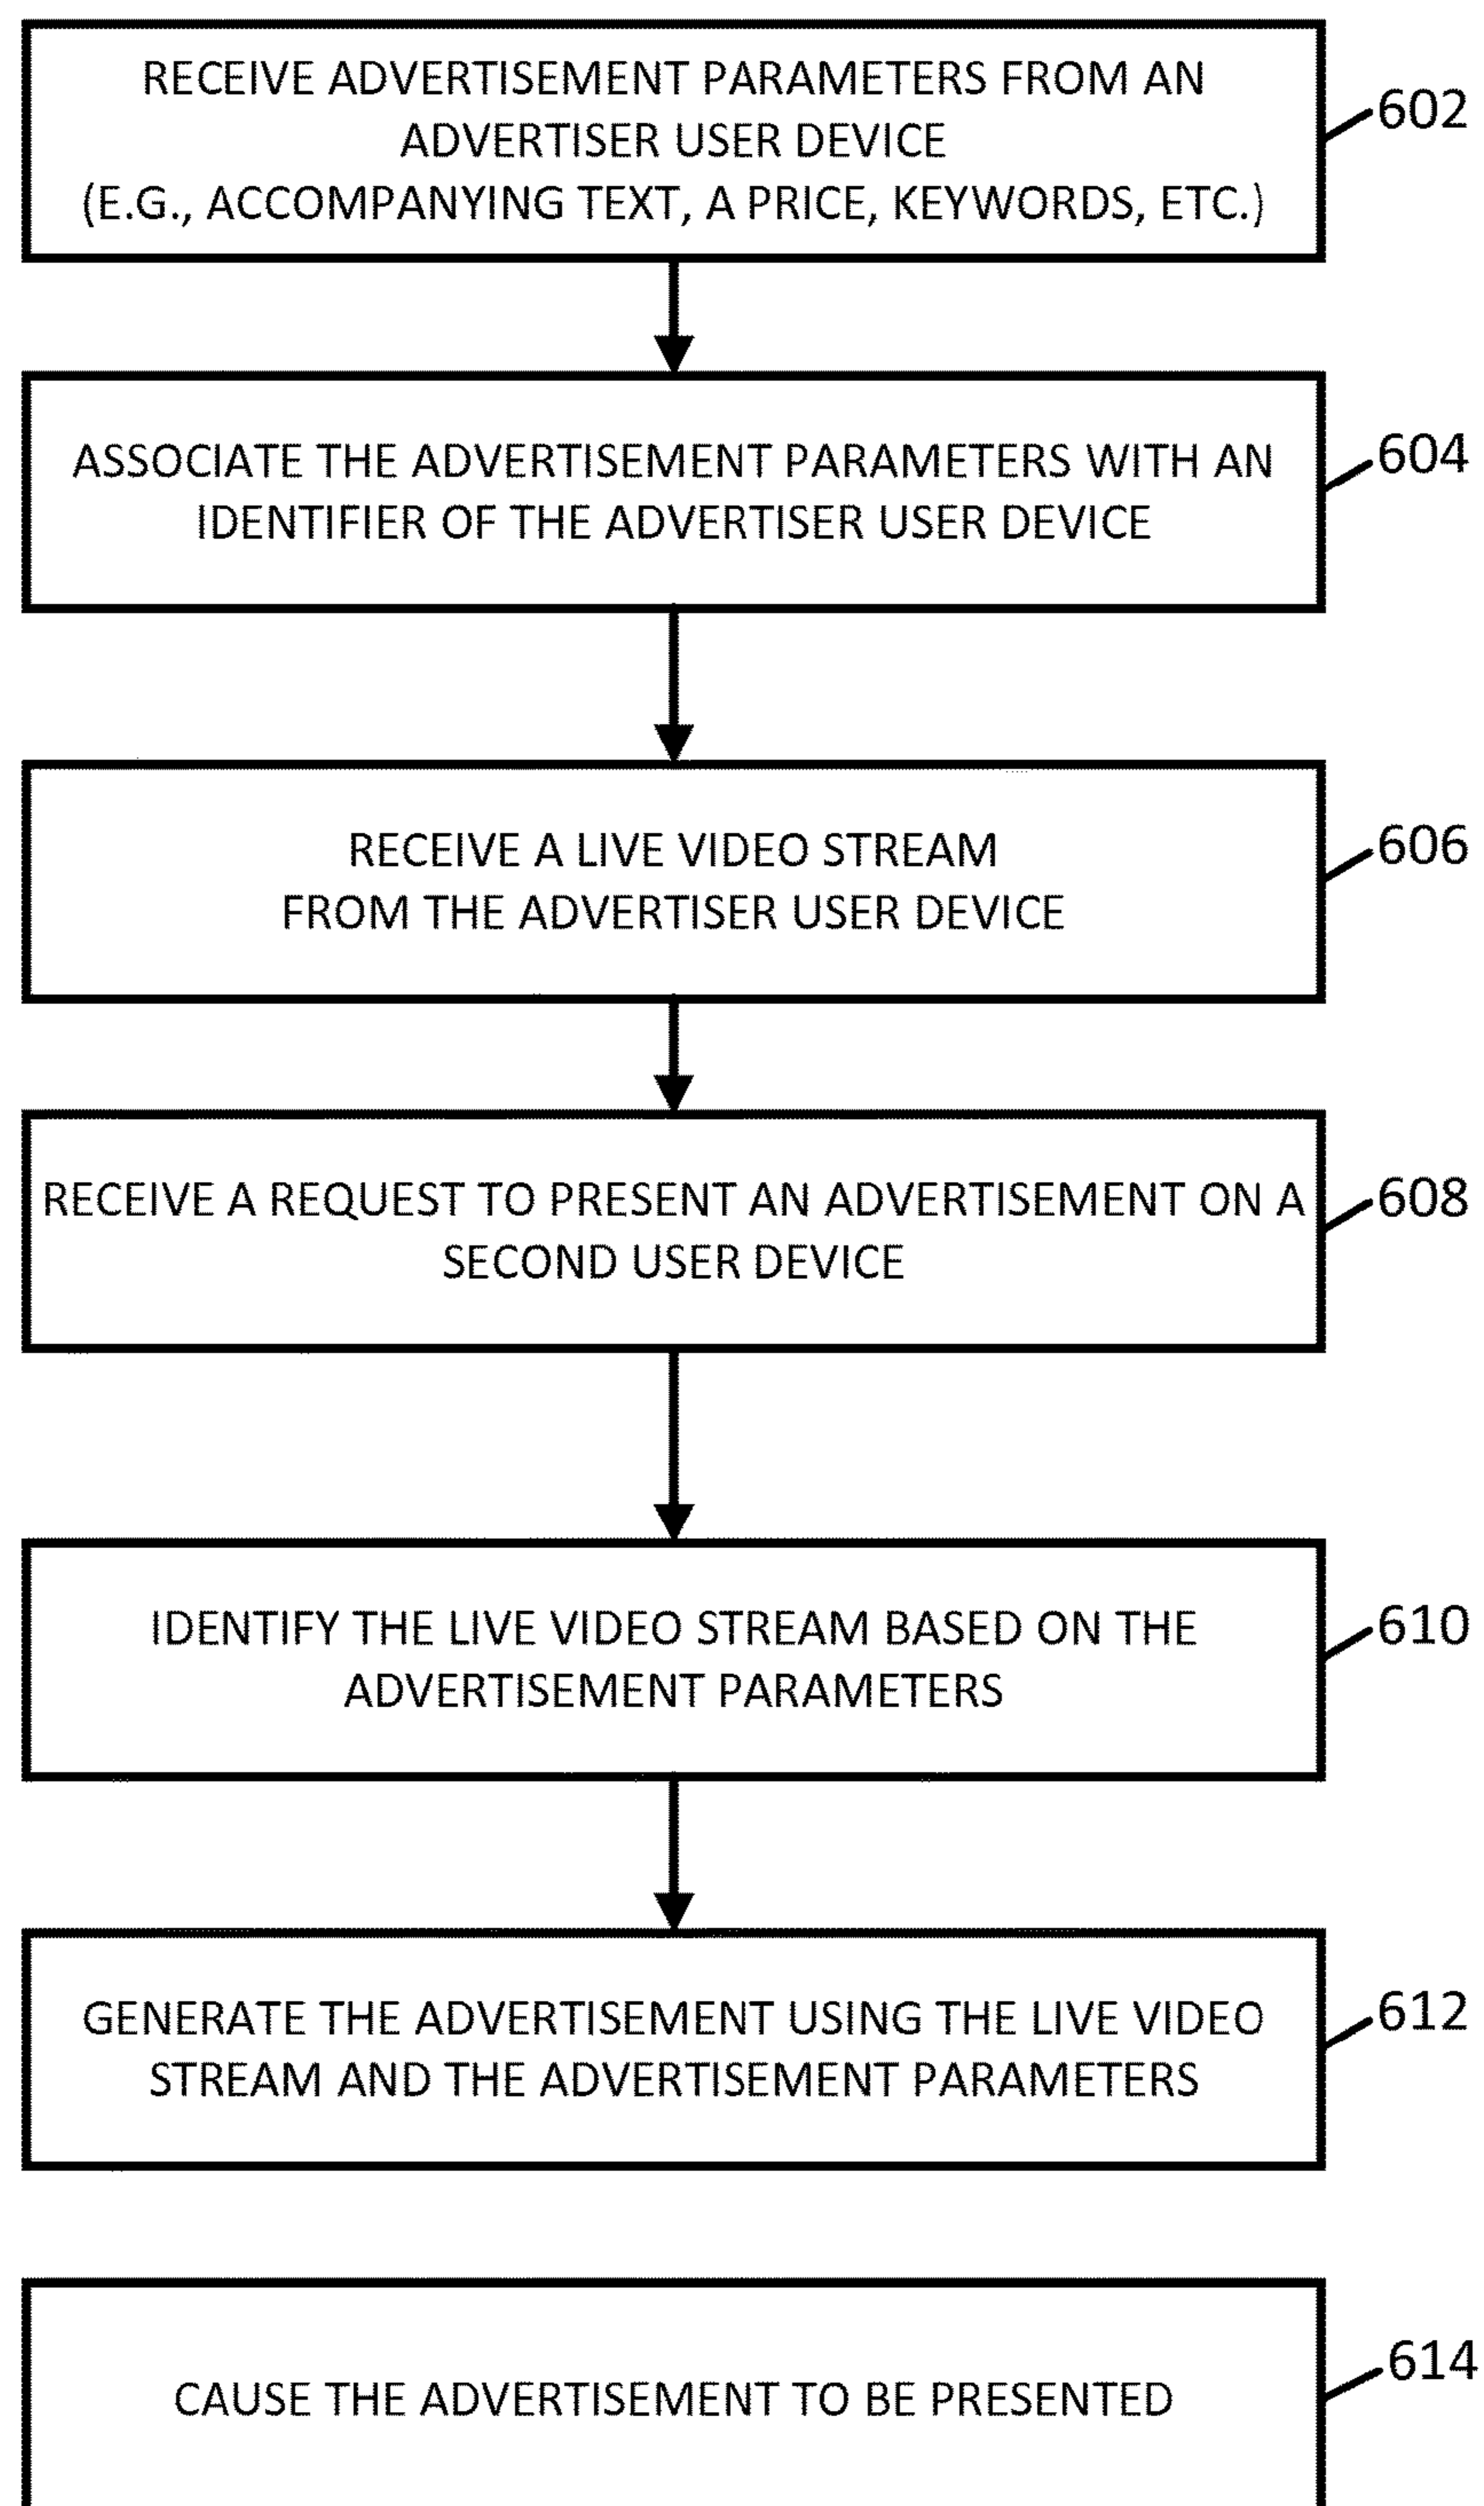 RECEIVE ADVERTISEMENT PARAMETERS FROM AN
ADVERTISER USER DEVICE
(E.G., ACCOMPANYING TEXT, A PRICE, KEYWORDS, ETC.)
602
ASSOCIATE THE ADVERTISEMENT PARAMETERS WITH AN
IDENTIFIER OF THE ADVERTISER USER DEVICE
604
RECEIVE A LIVE VIDEO STREAM
FROM THE ADVERTISER USER DEVICE
606
RECEIVE A REQUEST TO PRESENT AN ADVERTISEMENT ON A
SECOND USER DEVICE
608
IDENTIFY THE LIVE VIDEO STREAM BASED ON THE
ADVERTISEMENT PARAMETERS
610
GENERATE THE ADVERTISEMENT USING THE LIVE VIDEO
STREAM AND THE ADVERTISEMENT PARAMETERS
612
CAUSE THE ADVERTISEMENT TO BE PRESENTED
614